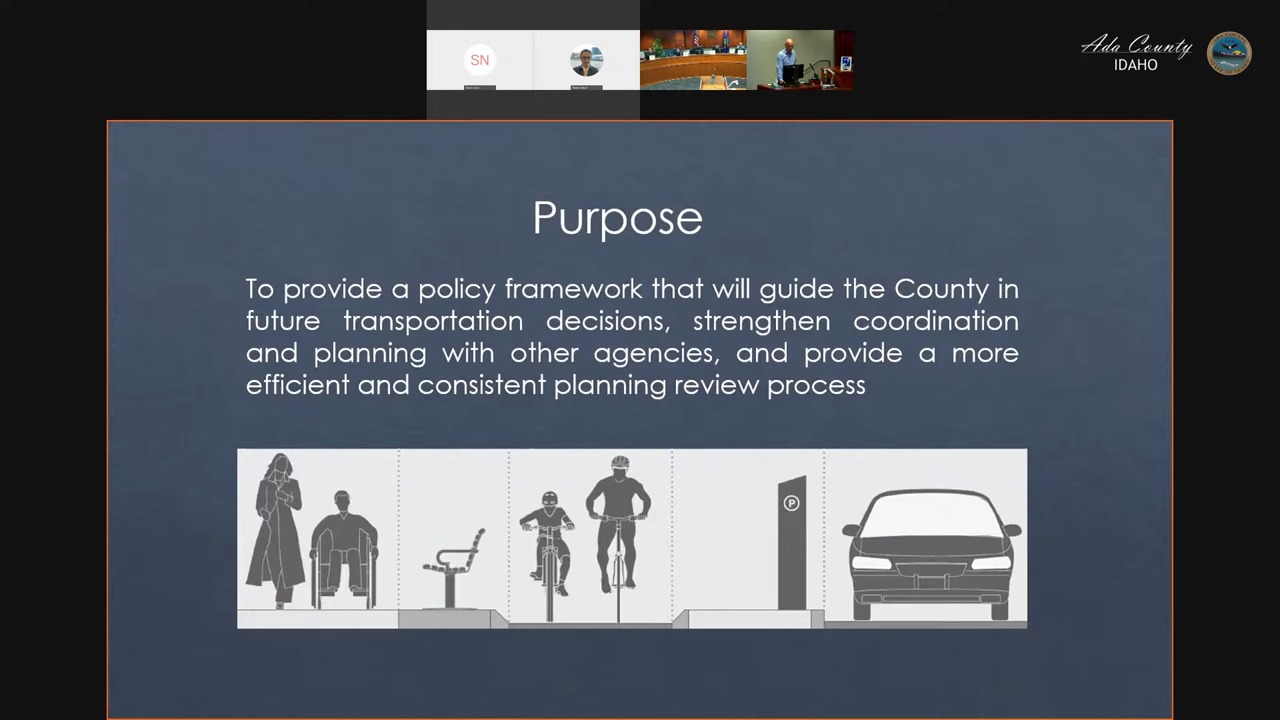 SN
Ada County
IDAHO
Purpose
To provide a policy framework that will guide the County in
future transportation decisions, strengthen coordination
and planning with other agencies, and provide a more
efficient and consistent planning review process
P